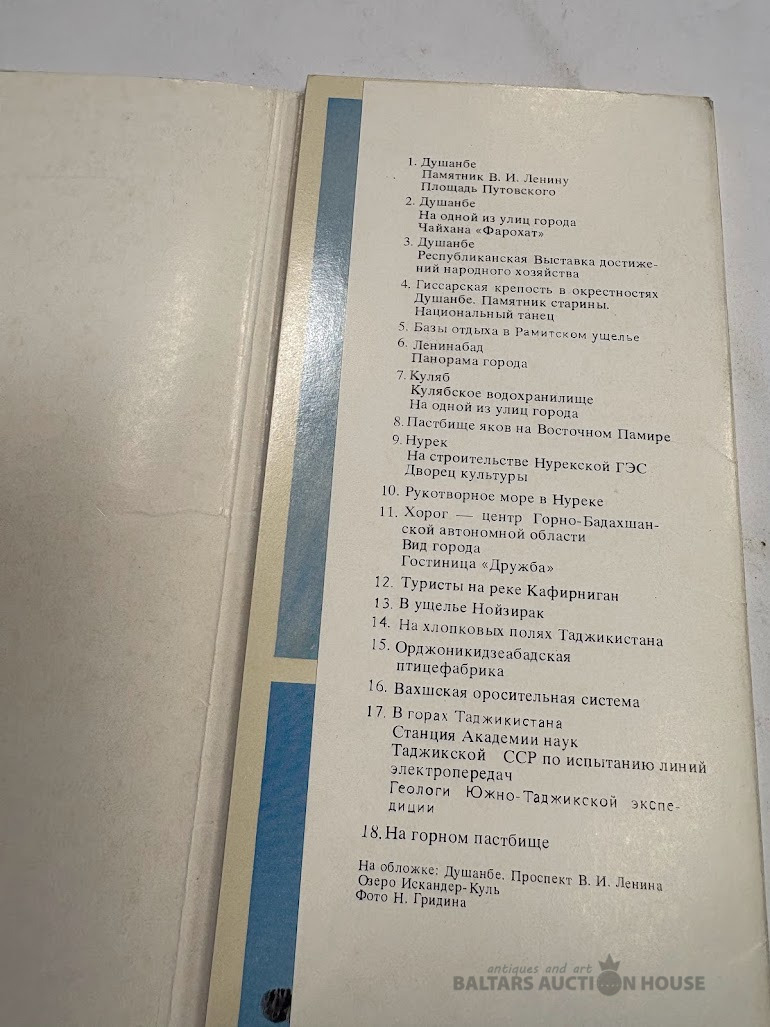 1. Душанбе
Памятник В. И. Ленину
Площадь Путовского
2. Душанбе
На одной из улиц города
Чайхана «Фарохат»
3. Душанбе
Республиканская Выставка достиже-
ний народного хозяйства
4. Гиссарская крепость в окрестностях
Душанбе. Памятник старины.
Национальный танец
5. Базы отдыха в Рамитском ущелье
6. Ленинабад
Панорама города
7. Куляб
Кулябское водохранилище
На одной из улиц города
8. Пастбище яков на Восточном Памире
9. Нурек
На строительстве Нурекской ГЭС
Дворец культуры
10. Рукотворное море в Нуреке
11. Хорог — центр Горно-Бадахшан-
ской автономной области
Вид города
Гостиница «Дружба»
12. Туристы на реке Кафирниган
13. В ущелье Нойзирак
14. На хлопковых полях Таджикистана
15. Орджоникидзеабадская
птицефабрика
16. Вахшская оросительная система
17. В горах Таджикистана
Станция Академии наук
Таджикской ССР по испытанию линий
электропередач
Геологи Южно-Таджикской экспе-
диции
18. На горном пастбище
На обложке: Душанбе. Проспект В. И. Ленина
Озеро Искандер-Куль
Фото Н. Гридина
antiques and art
BALTARS AUCTION HOUSE